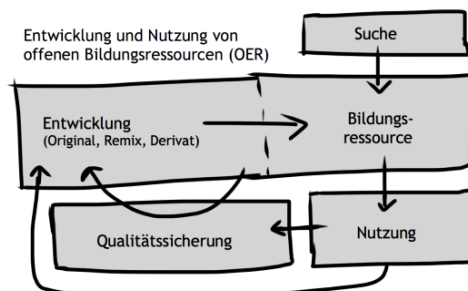 Entwicklung und Nutzung von
offenen Bildungsressourcen (OER)
Suche
Entwicklung
(Original, Remix, Derivat)
Bildungs-
ressource
Qualitätssicherung
Nutzung